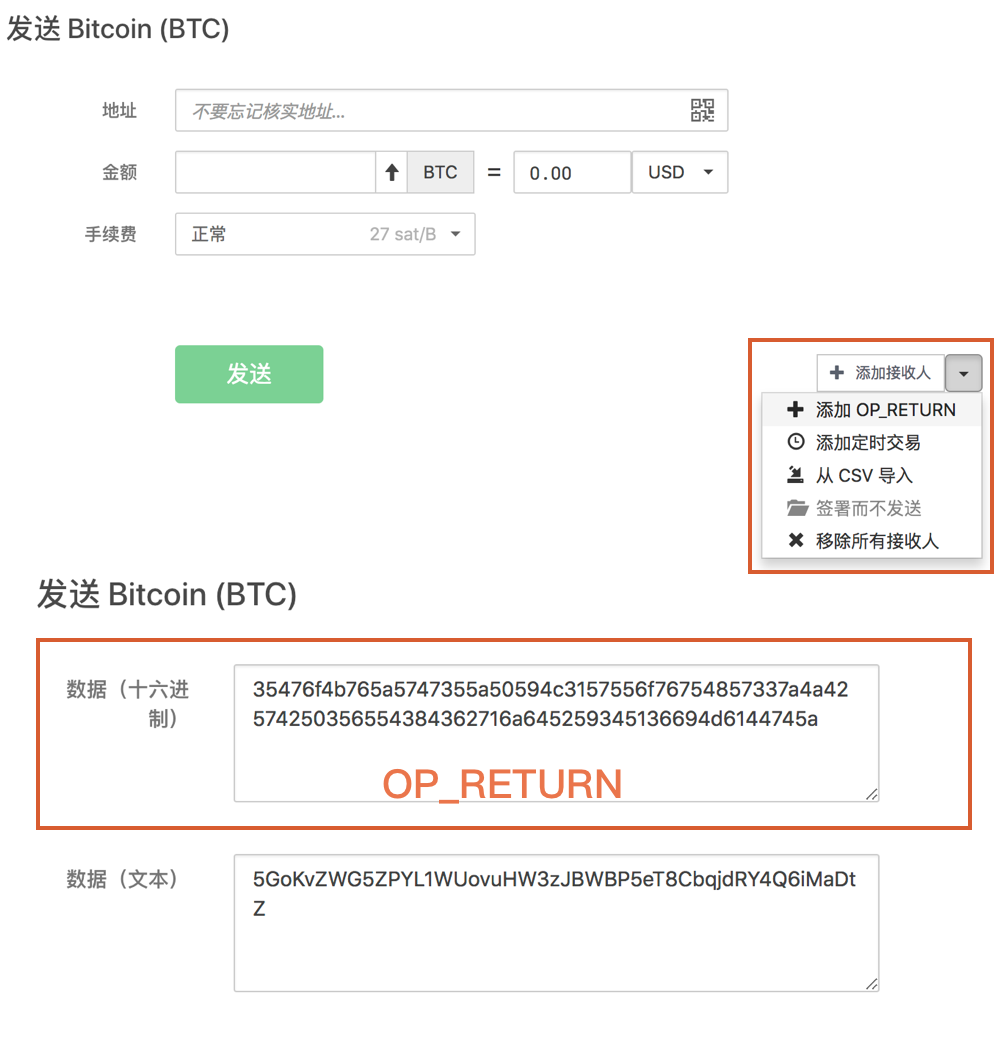 发送 Bitcoin (BTC)
地址
不要忘记核实地址...
金额
BTC
=
0.00
USD
手续费
正常
27 sat/B
发送
添加接收人
添加 OP_RETURN
添加定时交易
从 CSV 导入
签署而不发送
移除所有接收人
发送 Bitcoin (BTC)
数据（十六进
制）
35476f4b765a5747355a50594c3157556f76754857337a4a42
574250356554384362716a645259345136694d6144745a
OP_RETURN
数据（文本）
5GoKvZWG5ZPYL1WUovuHW3zJBWBP5eT8CbqjdRY4Q6iMaDt
Z